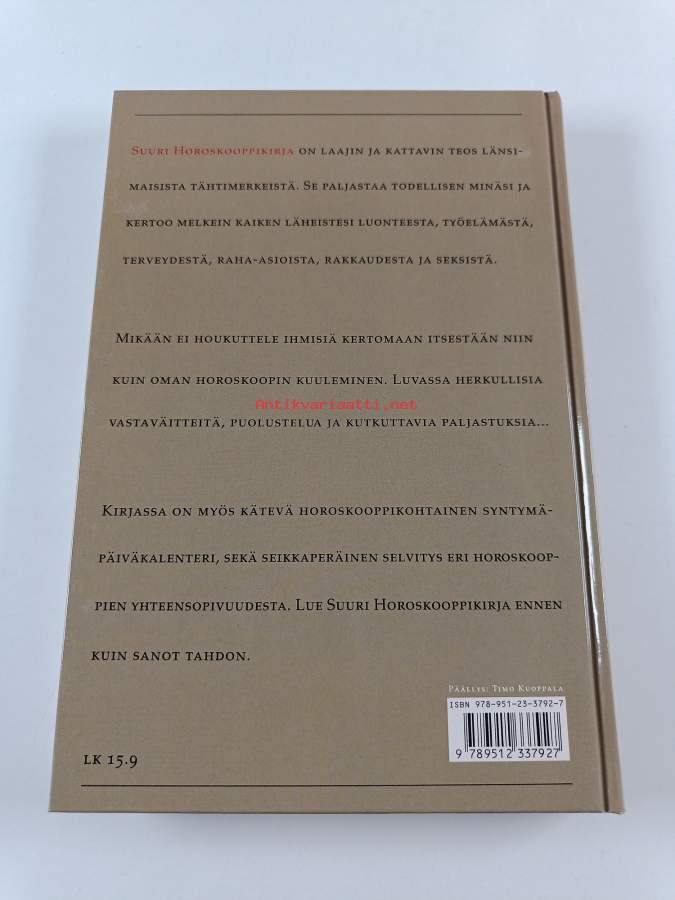 Suuri Horoskooppikirja on laajin ja kattavin teos länsi-
maisista tähtimerkeistä. Se paljastaa todellisen minäsi ja
kertoo melkein kaiken läheistesi luonteesta, työelämästä,
terveydestä, raha-asioista, rakkaudesta ja seksistä.
Mikään ei houkuttele ihmisiä kertomaan itsestään niin
kuin oman horoskoopin kuuleminen. Luvassa herkullisia
Antikvariaatti.net
vastaväitteitä, puolustelua ja kutkuttavia paljastuksia...
Kirjassa on myös kätevä horoskooppikohtainen syntymä-
päiväkalenteri, sekä seikkaperäinen selvitys eri horoskoop-
pien yhteensopivuudesta. Lue Suuri Horoskooppikirja ennen
kuin sanot tahdon.
Päällys: Timo Kuoppala
ISBN 978-951-23-3792-7
9 789512 337927
LK 15.9